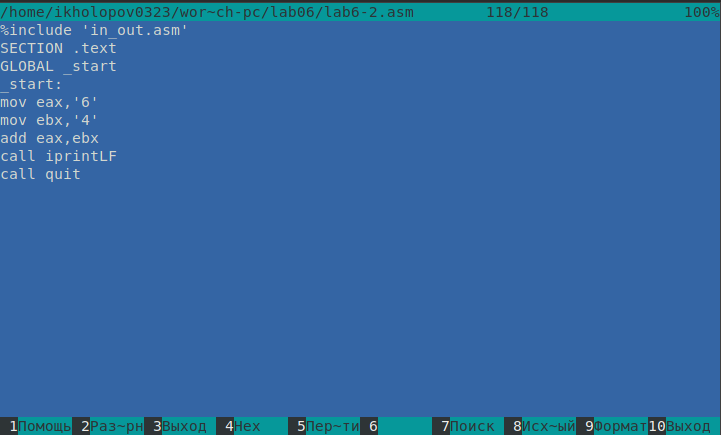 /home/ikholopov0323/wor~ch-pc/lab06/lab6-2.asm 118/118 100%
%include 'in_out.asm'
SECTION .text
GLOBAL _start
_start:
mov eax,'6'
mov ebx,'4'
add eax,ebx
call iprintLF
call quit
1Помощь 2Раз~рн 3Выход 4Hex 5Пер~ти 6 7Поиск 8Исх~ый 9Формат 10Выход